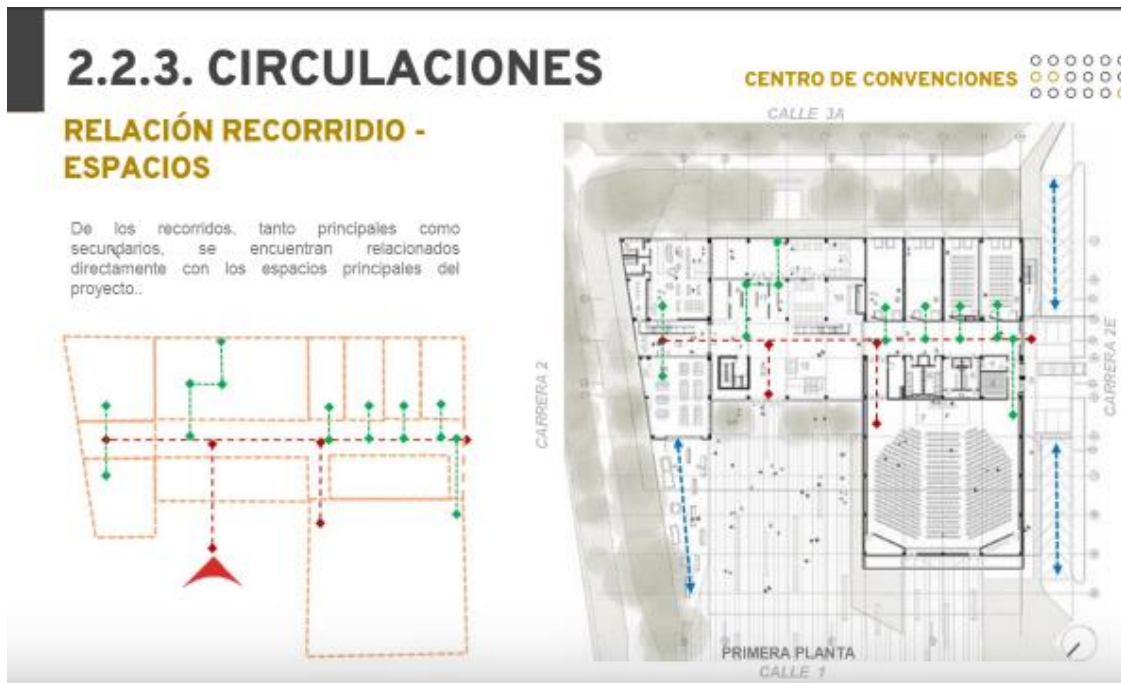 2.2.3. CIRCULACIONES
CENTRO DE CONVENCIONES
RELACIÓN RECORRIDIO -
ESPACIOS
De los recorridos, tanto principales como
secundarios, se encuentran relacionados
directamente con los espacios principales del
proyecto..
CALLE 3A
CARRERA 2
CARRERA 2E
PRIMERA PLANTA
CALLE 1